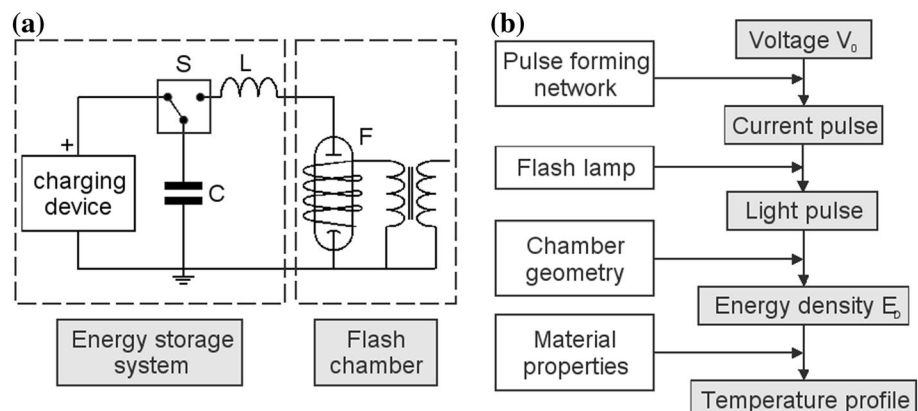 (a)
S
L
F
+
charging
device
C
Energy storage
system
Flash
chamber
(b)
Voltage V₀
Pulse forming
network
Current pulse
Flash lamp
Light pulse
Chamber
geometry
Energy density E_D
Material
properties
Temperature profile